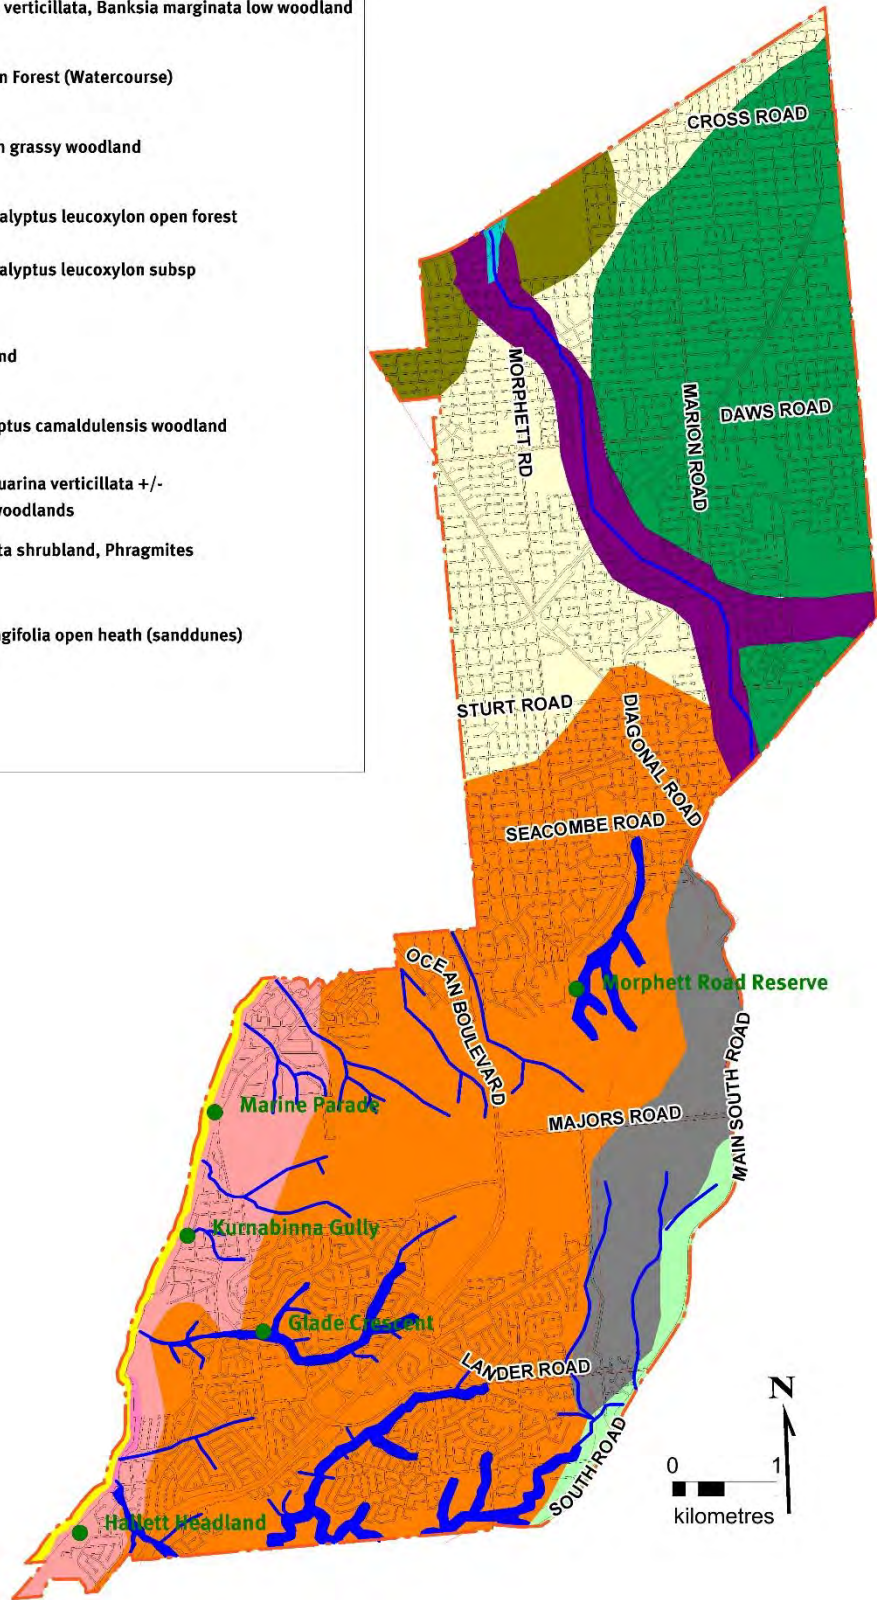 verticillata, Banksia marginata low woodland
n Forest (Watercourse)
n grassy woodland
alyptus leucoxylon open forest
alyptus leucoxylon subsp
nd
ptus camaldulensis woodland
uarina verticillata +/-
woodlands
ta shrubland, Phragmites
ngifolia open heath (sanddunes)
CROSS ROAD
MORPHETT RD
MARION ROAD
DAWS ROAD
STURT ROAD
DIAGONAL ROAD
SEACOMBE ROAD
OCEAN BOULEVARD
Morphett Road Reserve
MAIN SOUTH ROAD
Marine Parade
MAJORS ROAD
Kurnabinna Gully
Glade Crescent
LANDER ROAD
SOUTH ROAD
Hallett Headland
N
0 1
kilometres